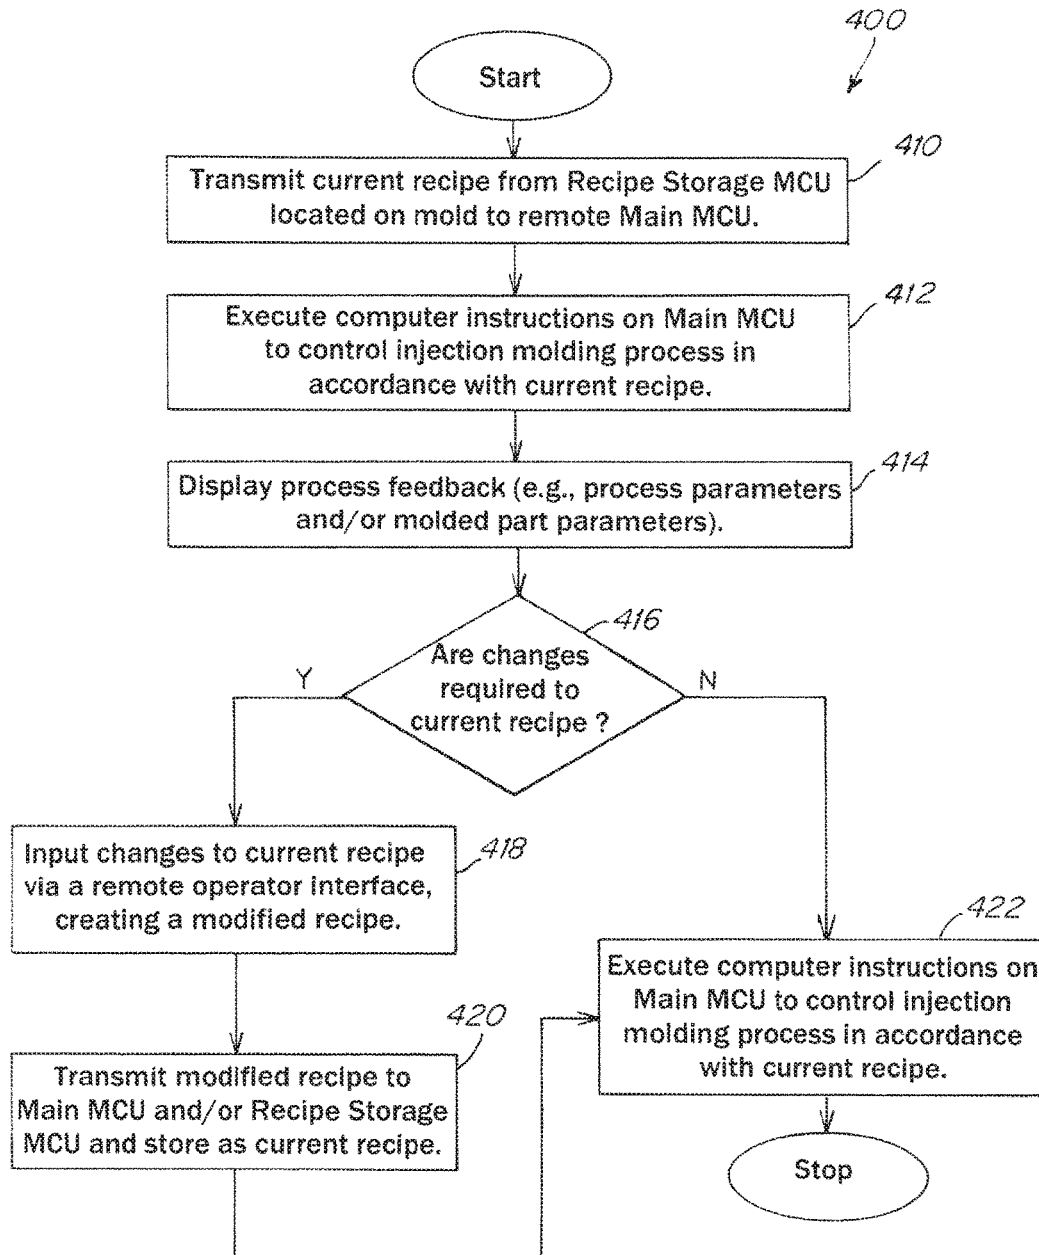 400
Start
410
Transmit current recipe from Recipe Storage MCU
located on mold to remote Main MCU.
412
Execute computer instructions on Main MCU
to control injection molding process in
accordance with current recipe.
414
Display process feedback (e.g., process parameters
and/or molded part parameters).
416
Are changes
required to
current recipe ?
Y
N
418
Input changes to current recipe
via a remote operator interface,
creating a modified recipe.
420
Transmit modified recipe to
Main MCU and/or Recipe Storage
MCU and store as current recipe.
422
Execute computer instructions on
Main MCU to control injection
molding process in accordance
with current recipe.
Stop